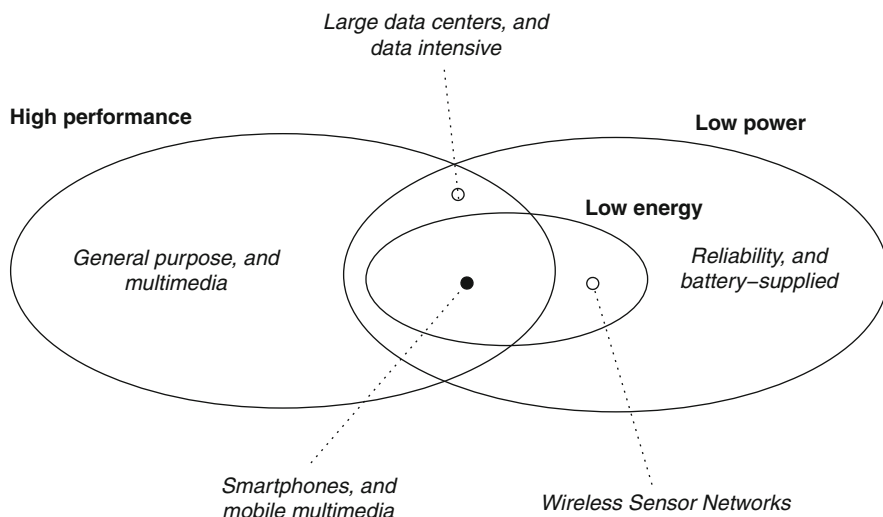 Large data centers, and
data intensive
High performance
Low power
Low energy
General purpose, and
multimedia
Reliability, and
battery−supplied
Smartphones, and
mobile multimedia
Wireless Sensor Networks